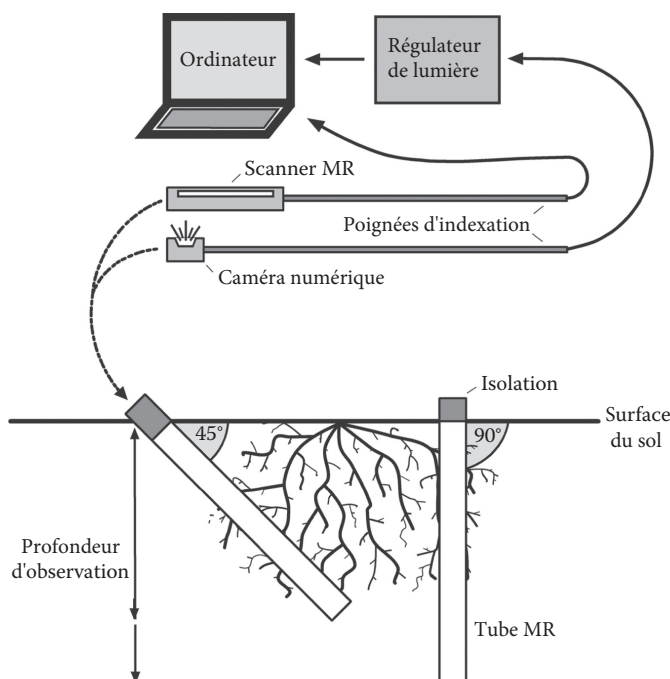 Ordinateur
Régulateur
de lumière
Scanner MR
Poignées d'indexation
Caméra numérique
Isolation
45°
90°
Surface
du sol
Profondeur
d'observation
Tube MR